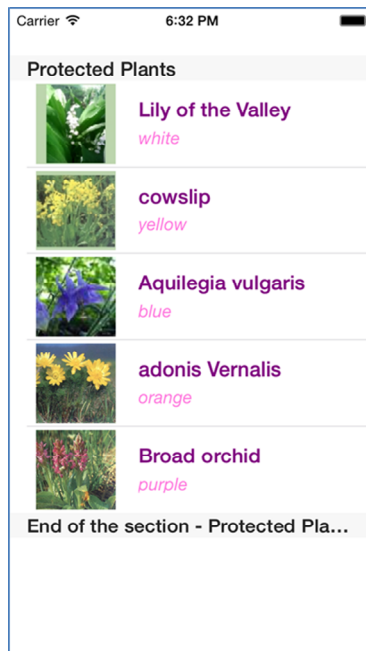 Carrier 6:32 PM
Protected Plants
Lily of the Valley
white
cowslip
yellow
Aquilegia vulgaris
blue
adonis Vernalis
orange
Broad orchid
purple
End of the section - Protected Pla...